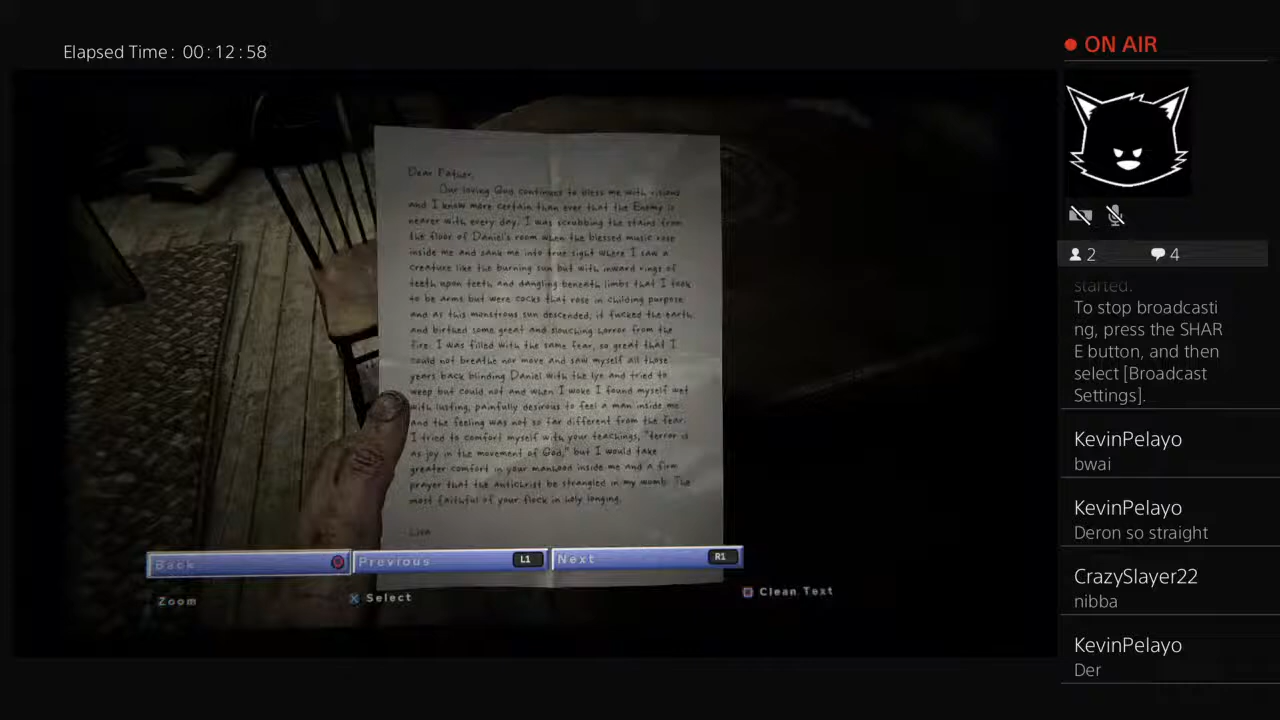 Elapsed Time: 00:12:58
ON AIR
2
4
started.
To stop broadcasti
ng, press the SHAR
E button, and then
select [Broadcast
Settings].
KevinPelayo
bwai
KevinPelayo
Deron so straight
CrazySlayer22
nibba
KevinPelayo
Der
Dear Father,
Our loving God continues to bless me with visions
and I know more certain than ever that the Enemy is
nearer with every day. I was scrubbing the stains from
the floor of Daniel's room when the blessed music rose
inside me and sank me into true sight where I saw a
creature like the burning sun but with inward rings of
teeth upon teeth and dangling beneath limbs that I took
to be arms but were cocks that rose in childing purpose
and as this monstrous sun descended, it fucked the earth
and birthed some great and slouching horror from the
fire. I was filled with the same fear, so great that I
could not breathe nor move and saw myself all those
years back blinding Daniel with the lye and tried to
weep but could not and when I woke I found myself wet
with lusting, painfully desirous to feel a man inside me
and the feeling was not so far different from the fear.
I tried to comfort myself with your teachings, "terror is
as joy in the movement of God," but I would take
greater comfort in your manhood inside me and a firm
prayer that the antichrist be strangled in my womb. The
most faithful of your flock in holy longing.
Back
Previous L1
Next R1
Zoom
Select
Clean Text